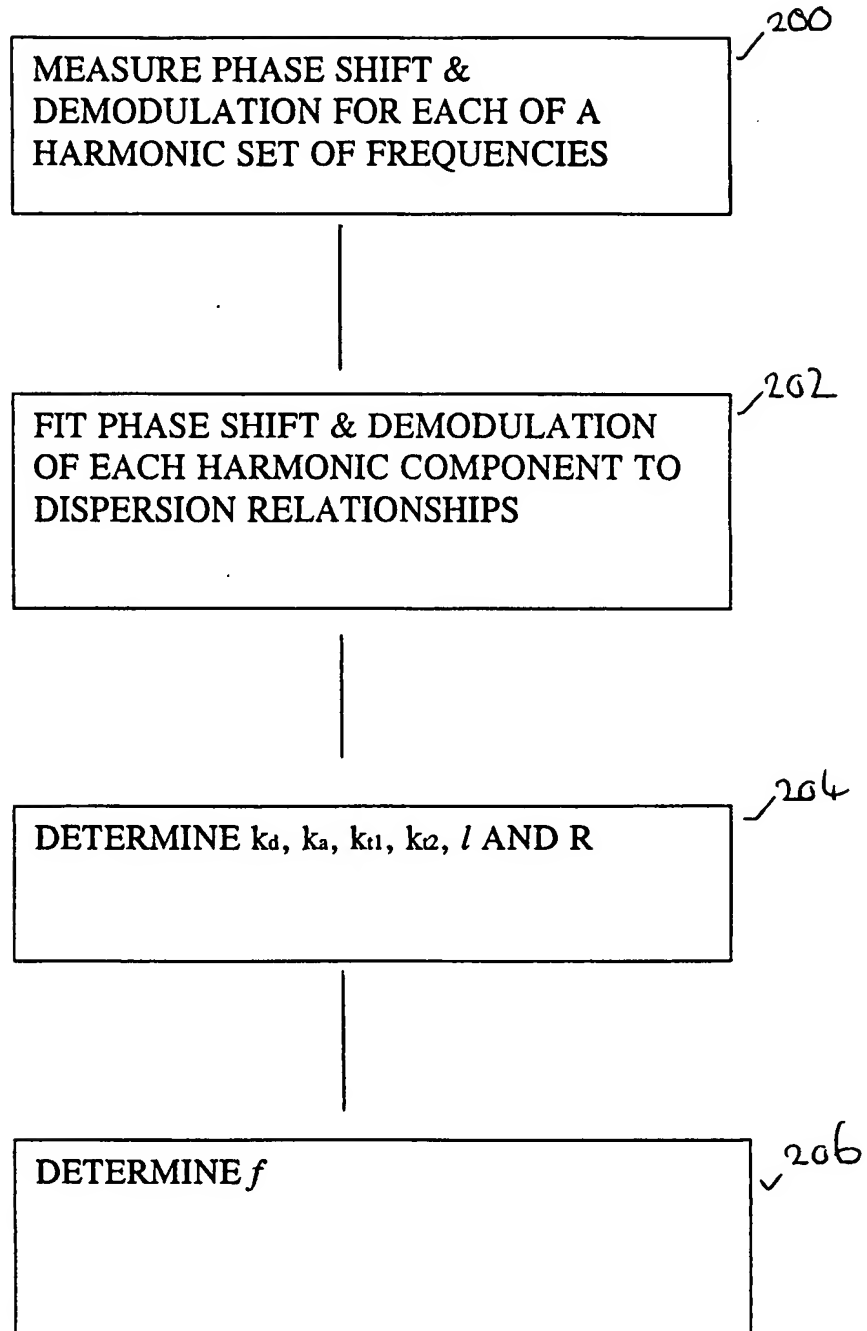 200
MEASURE PHASE SHIFT &
DEMODULATION FOR EACH OF A
HARMONIC SET OF FREQUENCIES
202
FIT PHASE SHIFT & DEMODULATION
OF EACH HARMONIC COMPONENT TO
DISPERSION RELATIONSHIPS
204
DETERMINE kd, ka, kt1, kt2, l AND R
206
DETERMINE f